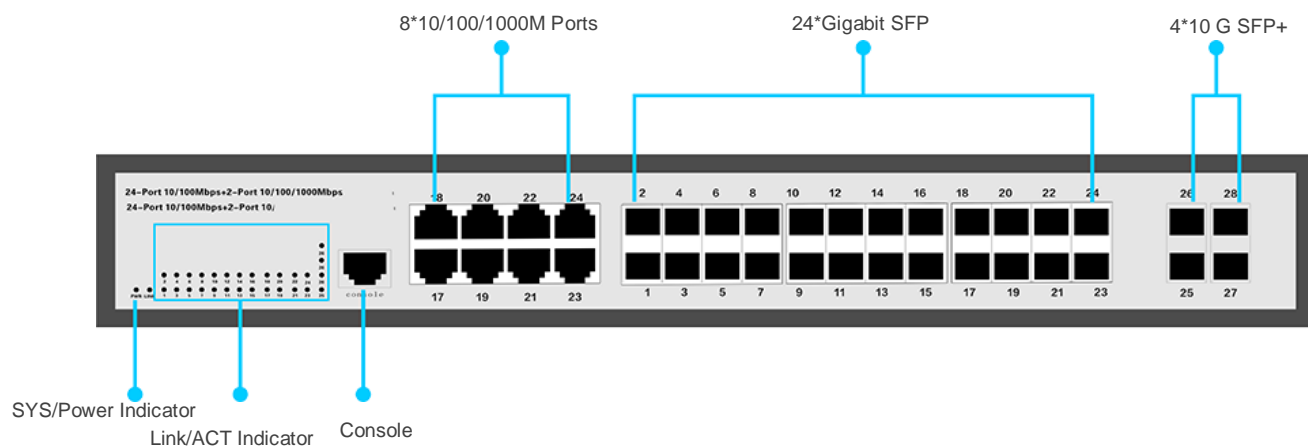 8*10/100/1000M Ports 24*Gigabit SFP 4*10 G SFP+
24-Port 10/100Mbps+2-Port 10/100/1000Mbps
24-Port 10/100Mbps+2-Port 10/
18 20 22 24
2 4 6 8 10 12 14 16 18 20 22 24
26 28
console
PWR
17 19 21 23
1 3 5 7 9 11 13 15 17 19 21 23
25 27
SYS/Power Indicator
Link/ACT Indicator
Console